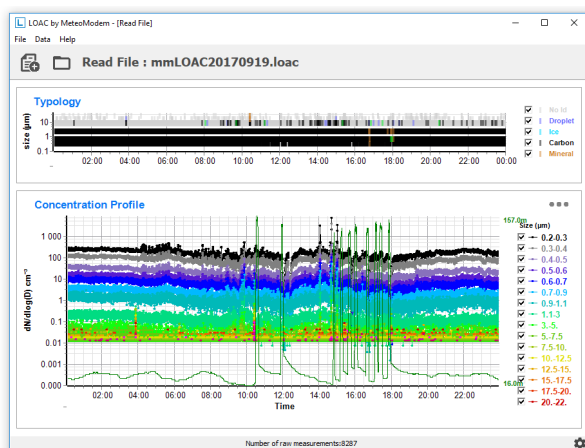 LOAC by MeteoModem - [Read File]
File Data Help
Read File : mmLOAC20170919.loac
Typology
size (µm)
10
1
0.1
02:00 04:00 06:00 08:00 10:00 12:00 14:00 16:00 18:00 20:00 22:00 00:00
No Id
Droplet
Ice
Carbon
Mineral
Concentration Profile
dN/dlog(D) cm⁻³
1 000
100
10
1
0.1
0.01
0.001
0.000
02:00 04:00 06:00 08:00 10:00 12:00 14:00 16:00 18:00 20:00 22:00
Time
157.0m
16.0m
Size (µm)
0.2-0.3
0.3-0.4
0.4-0.5
0.5-0.6
0.6-0.7
0.7-0.9
0.9-1.1
1.1-3
3.-5.
5.-7.5
7.5-10.
10.-12.5
12.5-15.
15.-17.5
17.5-20.
20.-22.
Number of raw measurements:8287